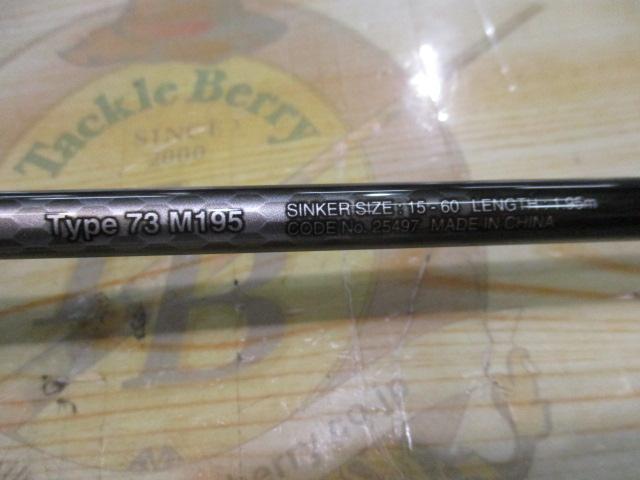 Tackle Berry
SINCE
2000
Type 73 M195
SINKER SIZE : 15 - 60 LENGTH : 1.95m
CODE No. 25497 MADE IN CHINA
TB